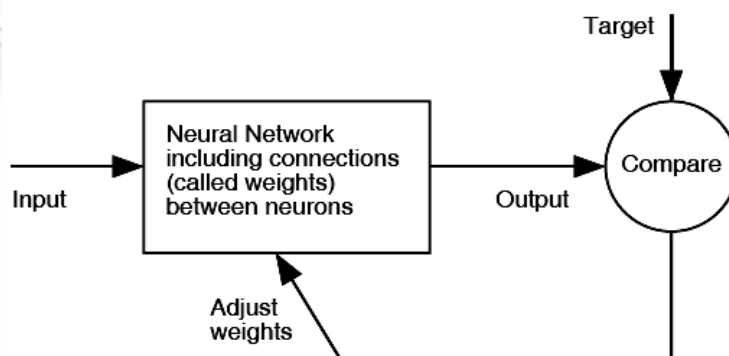 Target
Neural Network
including connections
(called weights)
between neurons
Compare
Input
Output
Adjust
weights